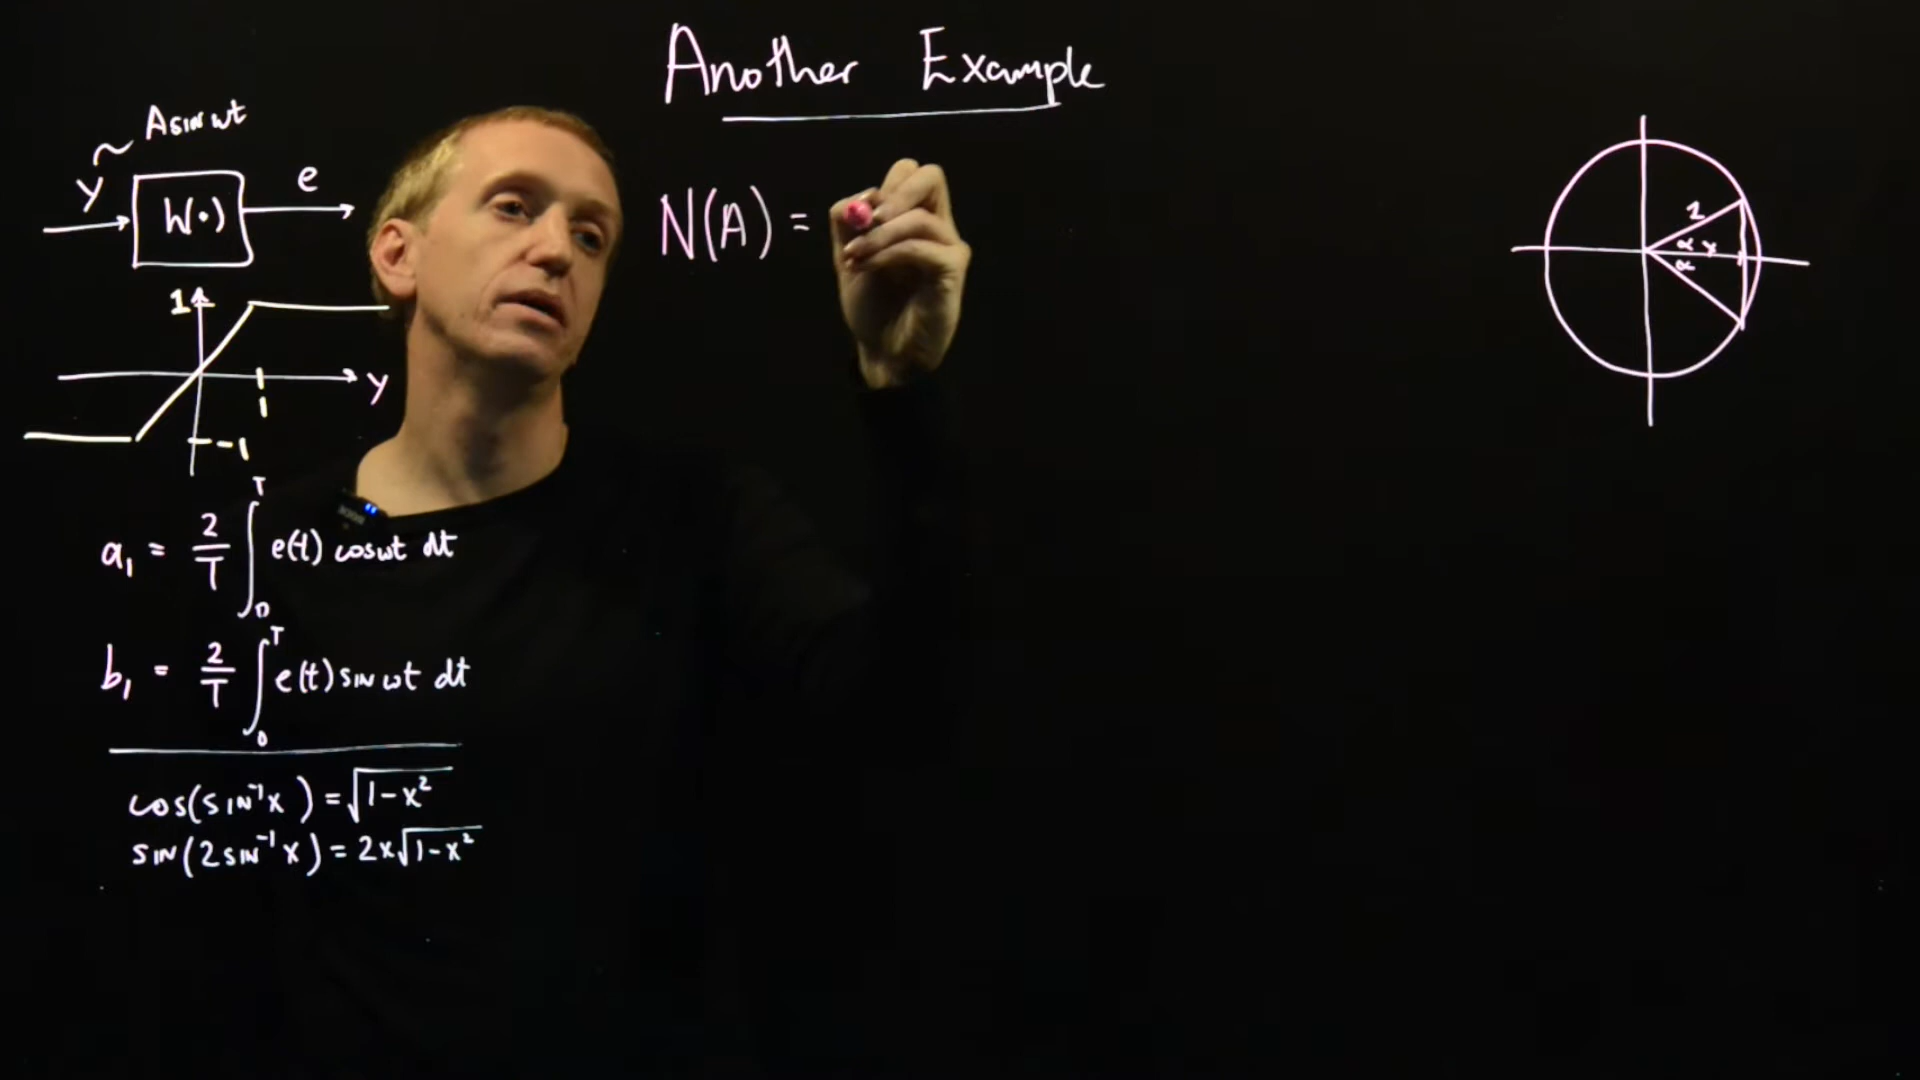 Another Example
A sin ωt
y h(·) e
N(A) =
1
y
1
-1
a₁ = 2/T ∫₀ᵀ e(t) cos ωt dt
b₁ = 2/T ∫₀ᵀ e(t) sin ωt dt
cos(sin⁻¹x) = √(1-x²)
sin(2sin⁻¹x) = 2x√(1-x²)
α
α